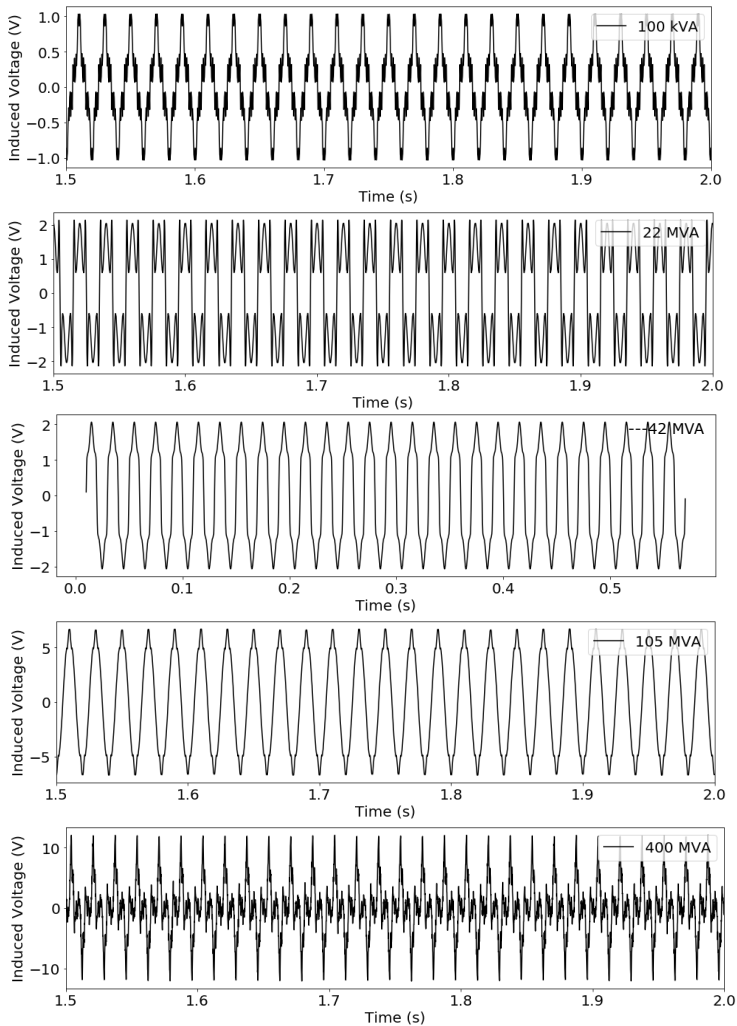 1.0
0.5
0.0
−0.5
−1.0
Induced Voltage (V)
100 kVA
1.5 1.6 1.7 1.8 1.9 2.0
Time (s)
2
1
0
−1
−2
Induced Voltage (V)
22 MVA
1.5 1.6 1.7 1.8 1.9 2.0
Time (s)
2
1
0
−1
−2
Induced Voltage (V)
42 MVA
0.0 0.1 0.2 0.3 0.4 0.5
Time (s)
5
0
−5
Induced Voltage (V)
105 MVA
1.5 1.6 1.7 1.8 1.9 2.0
Time (s)
10
0
−10
Induced Voltage (V)
400 MVA
1.5 1.6 1.7 1.8 1.9 2.0
Time (s)